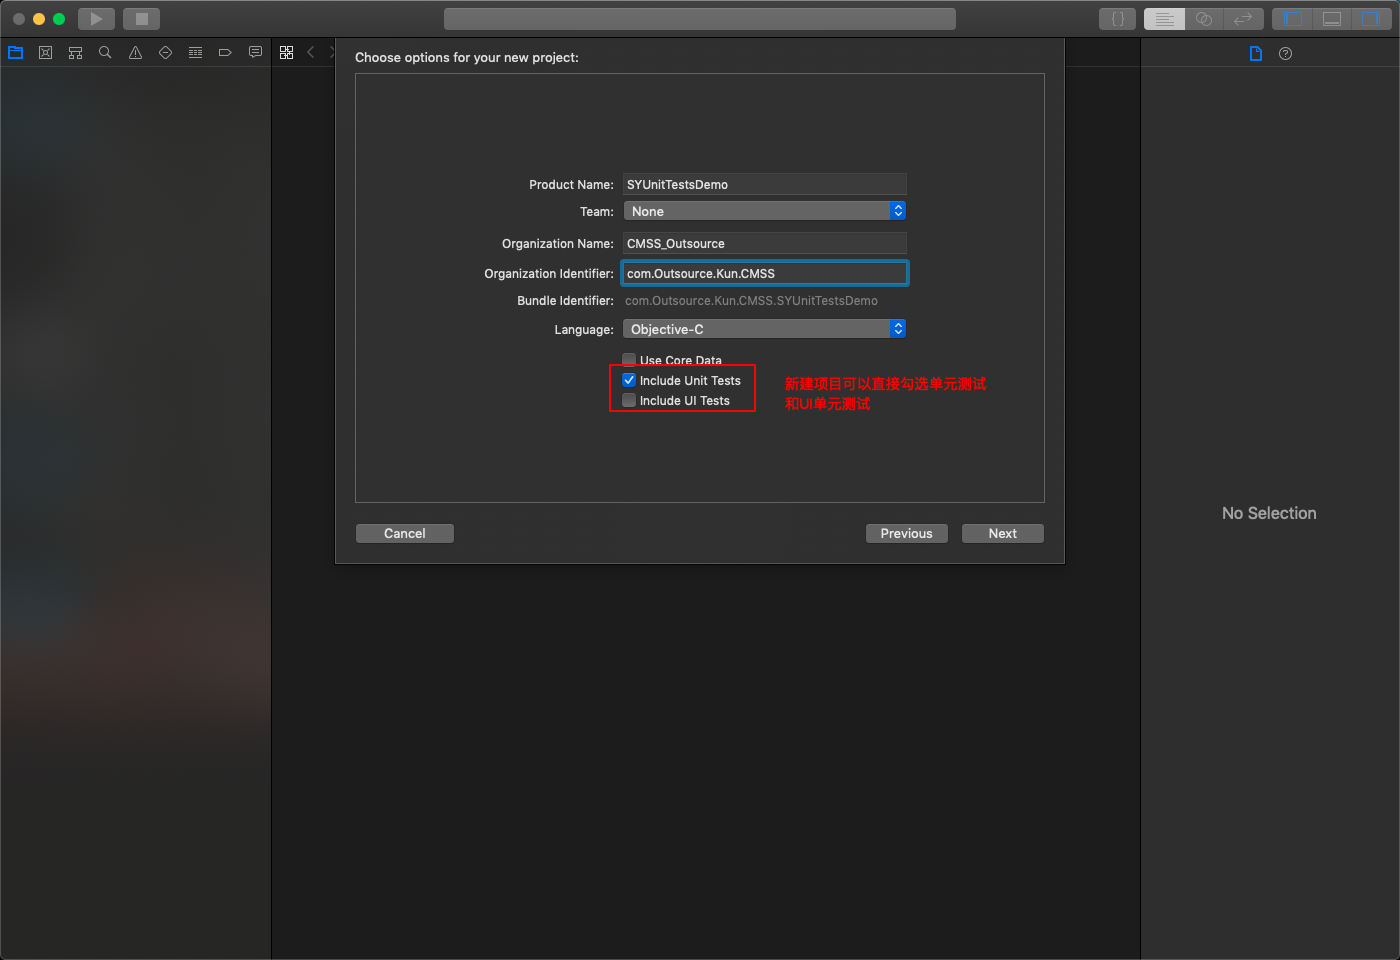 Choose options for your new project:
Product Name: SYUnitTestsDemo
Team: None
Organization Name: CMSS_Outsource
Organization Identifier: com.Outsource.Kun.CMSS
Bundle Identifier: com.Outsource.Kun.CMSS.SYUnitTestsDemo
Language: Objective-C
Use Core Data
Include Unit Tests
Include UI Tests
新建项目可以直接勾选单元测试
和UI单元测试
No Selection
Cancel
Previous
Next